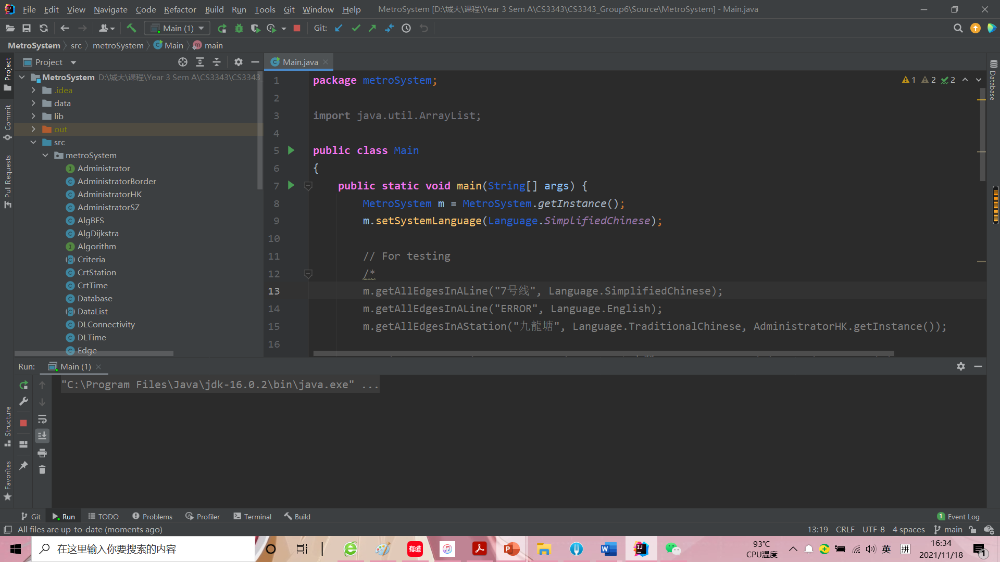 File Edit View Navigate Code Refactor Build Run Tools Git Window Help MetroSystem [D:\城大\课程\Year 3 Sem A\CS3343\CS3343_Group6\Source\MetroSystem] - Main.java
Main (1) Git:
MetroSystem src metroSystem Main main
Project
Main.java
MetroSystem D:\城大\课程\Year 3 Sem A\CS3343\CS3343_
.idea
data
lib
out
src
metroSystem
Administrator
AdministratorBorder
AdministratorHK
AdministratorSZ
AlgBFS
AlgDijkstra
Algorithm
Criteria
CrtStation
CrtTime
Database
DataList
DLConnectivity
DLTime
Edge
1 package metroSystem;
2
3 import java.util.ArrayList;
4
5 public class Main
6 {
7 public static void main(String[] args) {
8 MetroSystem m = MetroSystem.getInstance();
9 m.setSystemLanguage(Language.SimplifiedChinese);
10
11 // For testing
12 /*
13 m.getAllEdgesInALine("7号线", Language.SimplifiedChinese);
14 m.getAllEdgesInALine("ERROR", Language.English);
15 m.getAllEdgesInAStation("九龍塘", Language.TraditionalChinese, AdministratorHK.getInstance());
16
1 2 2
Project
Commit
Pull Requests
Structure
Favorites
Database
Run: Main (1)
"C:\Program Files\Java\jdk-16.0.2\bin\java.exe" ...
Git Run TODO Problems Profiler Terminal Build 1 Event Log
All files are up-to-date (moments ago) 13:19 CRLF UTF-8 4 spaces main
在这里输入你要搜索的内容
有道
P
W
IJ
93℃
CPU温度
英
拼
16:34
2021/11/18
1